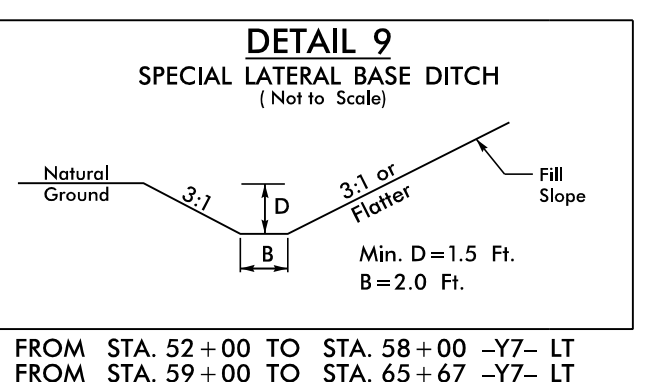 DETAIL 9
SPECIAL LATERAL BASE DITCH
( Not to Scale)
Natural
Ground
3:1
D
B
3:1 or
Flatter
Fill
Slope
Min. D=1.5 Ft.
B=2.0 Ft.
FROM STA. 52+00 TO STA. 58+00 -Y7- LT
FROM STA. 59+00 TO STA. 65+67 -Y7- LT